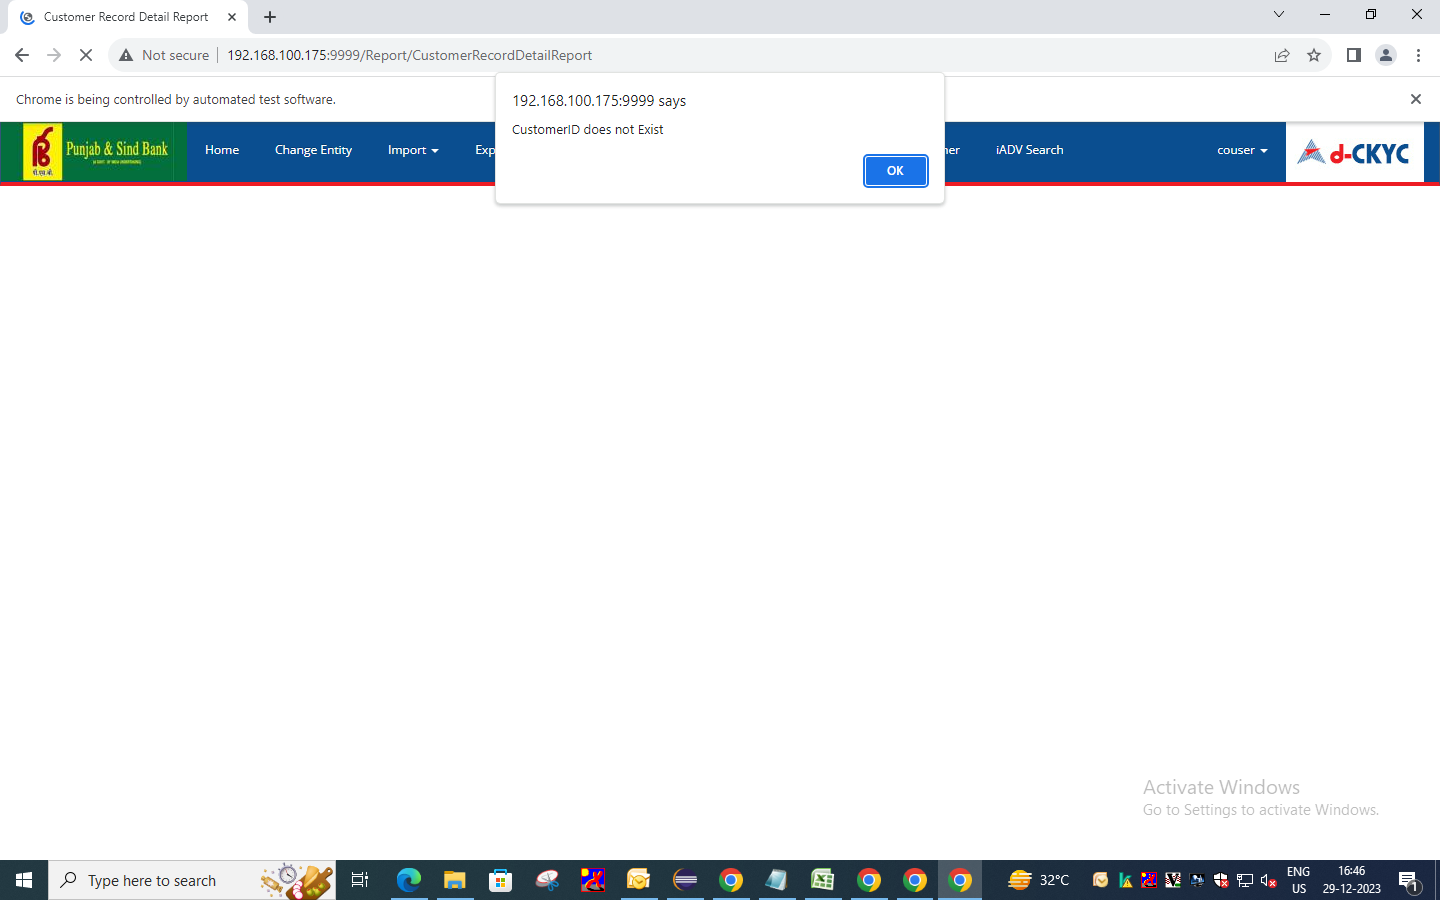 Customer Record Detail Report
Not secure
192.168.100.175:9999/Report/CustomerRecordDetailReport
Chrome is being controlled by automated test software.
192.168.100.175:9999 says
CustomerID does not Exist
OK
पी.एस.बी.
Punjab & Sind Bank
Home
Change Entity
Import
Exp
ner
iADV Search
couser
d-CKYC
Activate Windows
Go to Settings to activate Windows.
Type here to search
32°C
ENG
US
16:46
29-12-2023
1